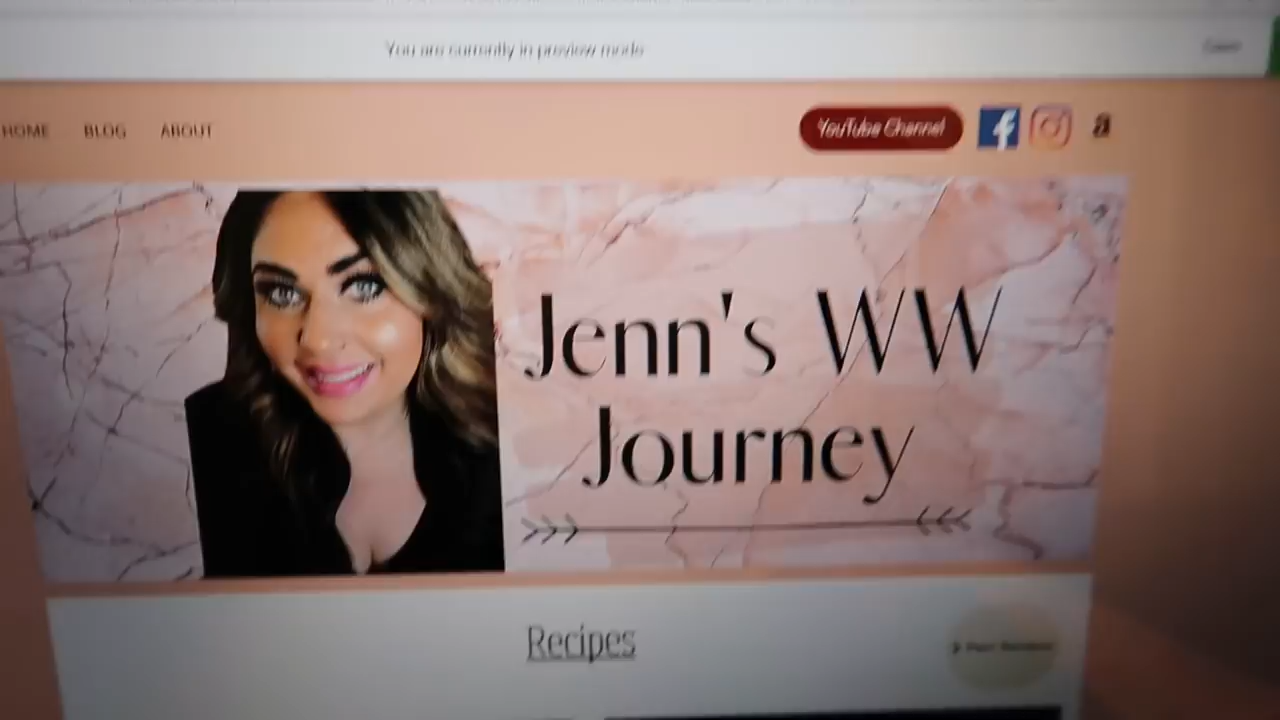 You are currently in preview mode
HOME BLOG ABOUT
YouTube Channel
Jenn's WW
Journey
Recipes